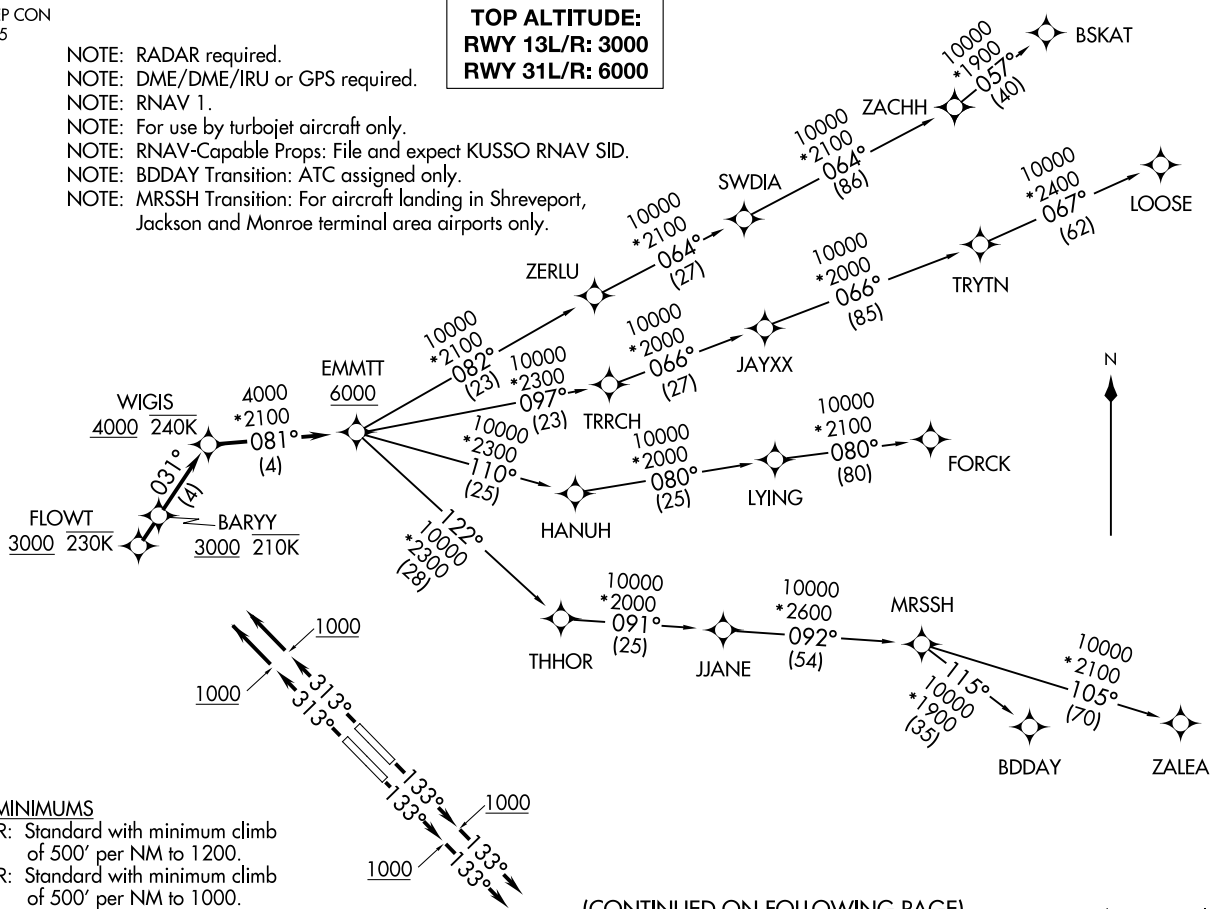 EP CON
5
TOP ALTITUDE:
RWY 13L/R: 3000
RWY 31L/R: 6000
NOTE: RADAR required.
NOTE: DME/DME/IRU or GPS required.
NOTE: RNAV 1.
NOTE: For use by turbojet aircraft only.
NOTE: RNAV-Capable Props: File and expect KUSSO RNAV SID.
NOTE: BDDAY Transition: ATC assigned only.
NOTE: MRSSH Transition: For aircraft landing in Shreveport,
Jackson and Monroe terminal area airports only.
BSKAT
10000
*1900
057°
(40)
ZACHH
10000
*2100
064°
(86)
SWDIA
10000
*2100
064°
(27)
ZERLU
10000
*2100
082°
(23)
LOOSE
10000
*2400
067°
(62)
TRYTN
10000
*2000
066°
(85)
JAYXX
10000
*2000
066°
(27)
TRRCH
10000
*2300
097°
(23)
EMMTT
6000
WIGIS
4000 240K
4000
*2100
081°
(4)
031°
(4)
FLOWT
3000 230K
BARYY
3000 210K
10000
*2300
110°
(25)
HANUH
10000
*2000
080°
(25)
LYING
10000
*2100
080°
(80)
FORCK
N
122°
10000
*2300
(28)
THHOR
10000
*2000
091°
(25)
JJANE
10000
*2600
092°
(54)
MRSSH
10000
*2100
105°
(70)
ZALEA
115°
10000
*1900
(35)
BDDAY
1000
1000
313°
313°
133°
133°
1000
1000
133°
133°
MINIMUMS
R: Standard with minimum climb
of 500' per NM to 1200.
R: Standard with minimum climb
of 500' per NM to 1000.
(CONTINUED ON FOLLOWING PAGE)